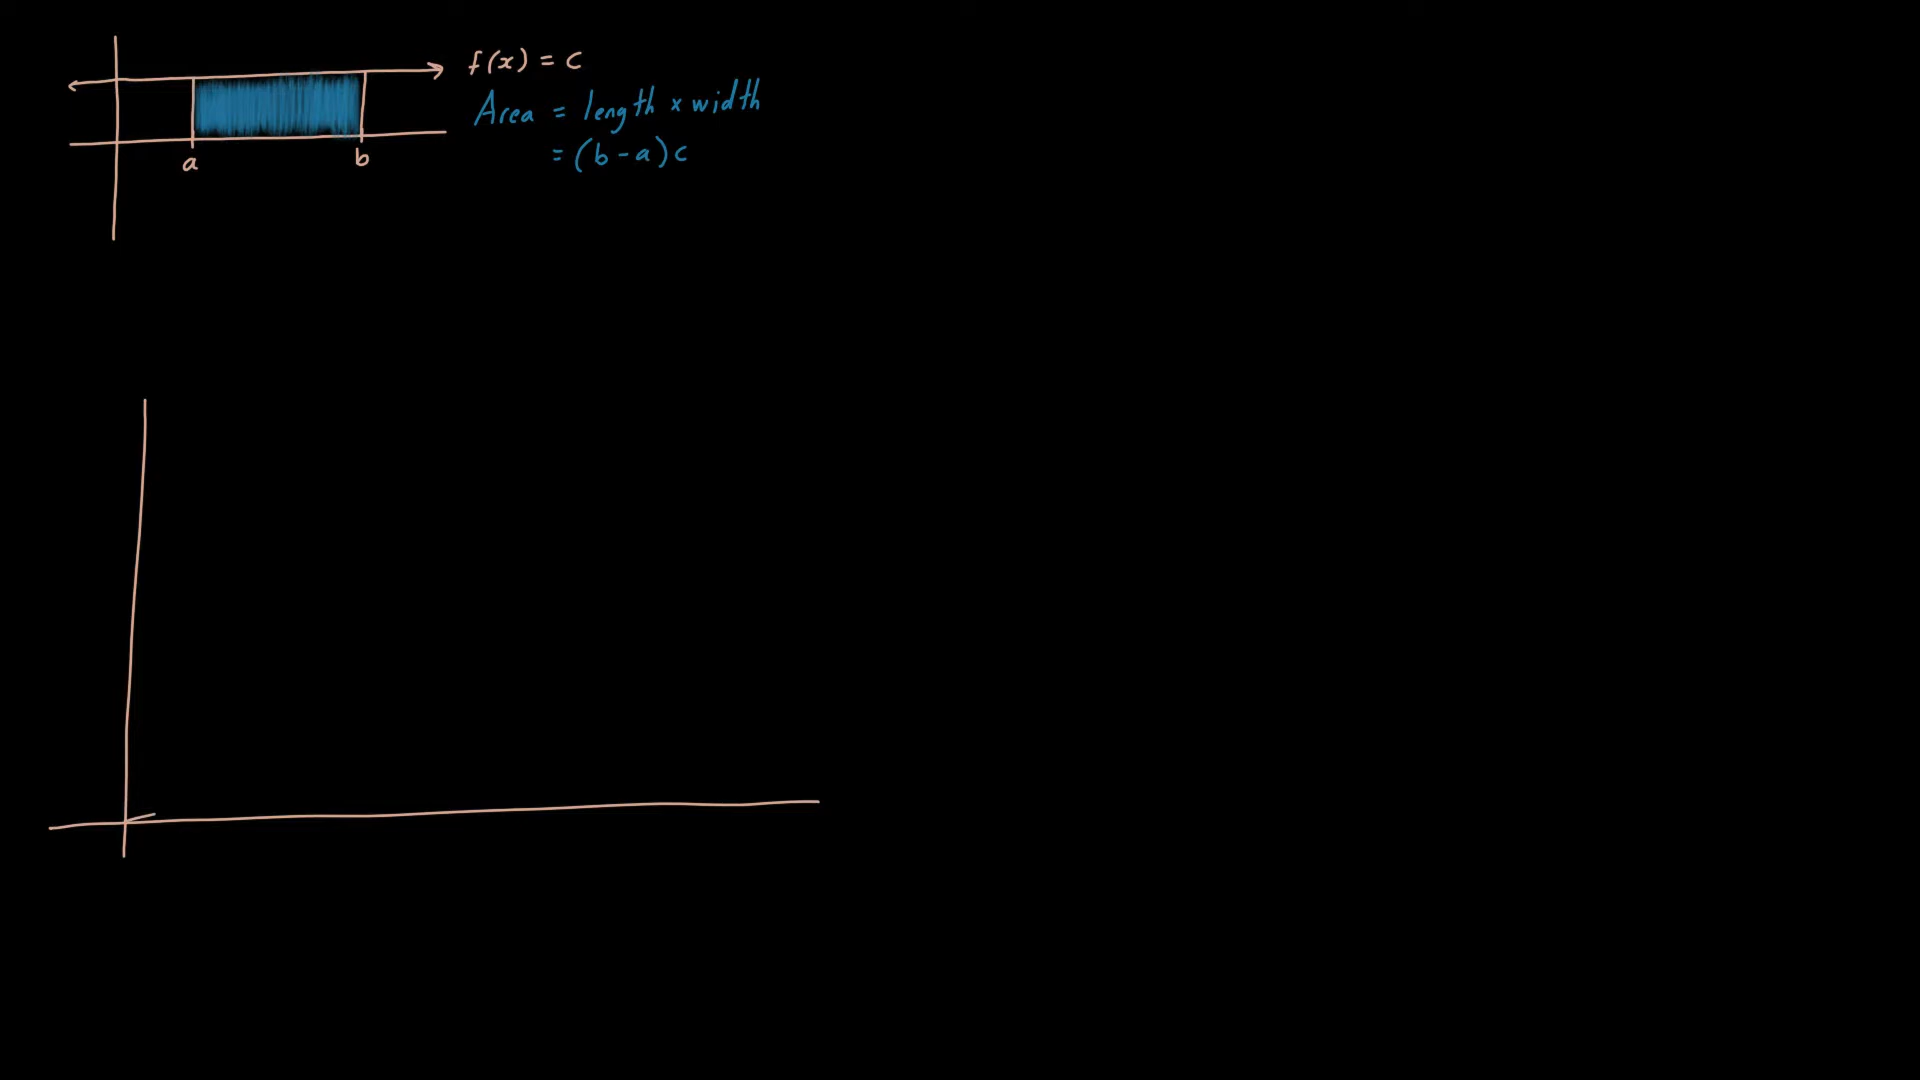 f(x) = c
Area = length x width
= (b - a) c
a
b